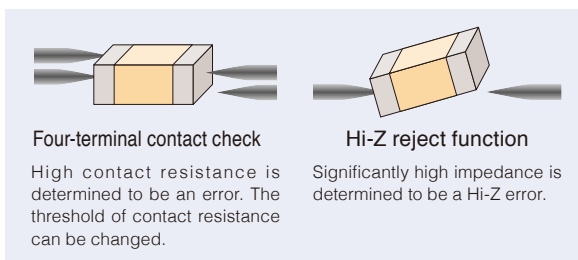 Four-terminal contact check
High contact resistance is
determined to be an error. The
threshold of contact resistance
can be changed.
Hi-Z reject function
Significantly high impedance is
determined to be a Hi-Z error.